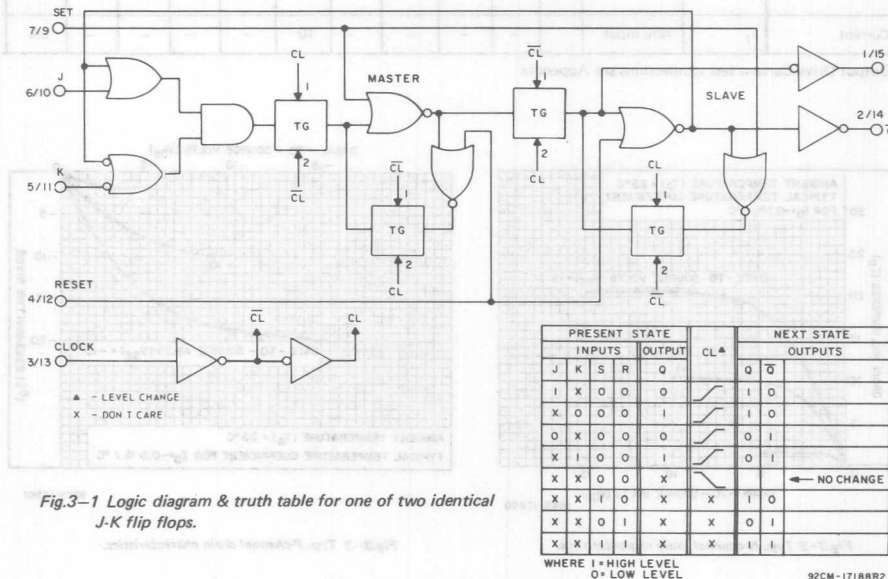 SET
7/9
J
6/10
K
5/11
RESET
4/12
CLOCK
3/13
CL
1
TG
2
C̅L̅
MASTER
C̅L̅
1
TG
2
CL
C̅L̅
1
TG
2
CL
SLAVE
CL
1
TG
2
C̅L̅
1/15
2/14
C̅L̅
CL
▲ - LEVEL CHANGE
X - DON T CARE
PRESENT STATE CL▲ NEXT STATE
INPUTS OUTPUT OUTPUTS
J K S R Q Q Q̅
1 X 0 0 0 1 0
X 0 0 0 1 1 0
0 X 0 0 0 0 1
X 1 0 0 1 0 1
X X 0 0 X NO CHANGE
X X 1 0 X X 1 0
X X 0 1 X X 0 1
X X 1 1 X X 1 1
WHERE 1 = HIGH LEVEL
0 = LOW LEVEL
92CM-17188R2
Fig.3—1 Logic diagram & truth table for one of two identical
J-K flip flops.